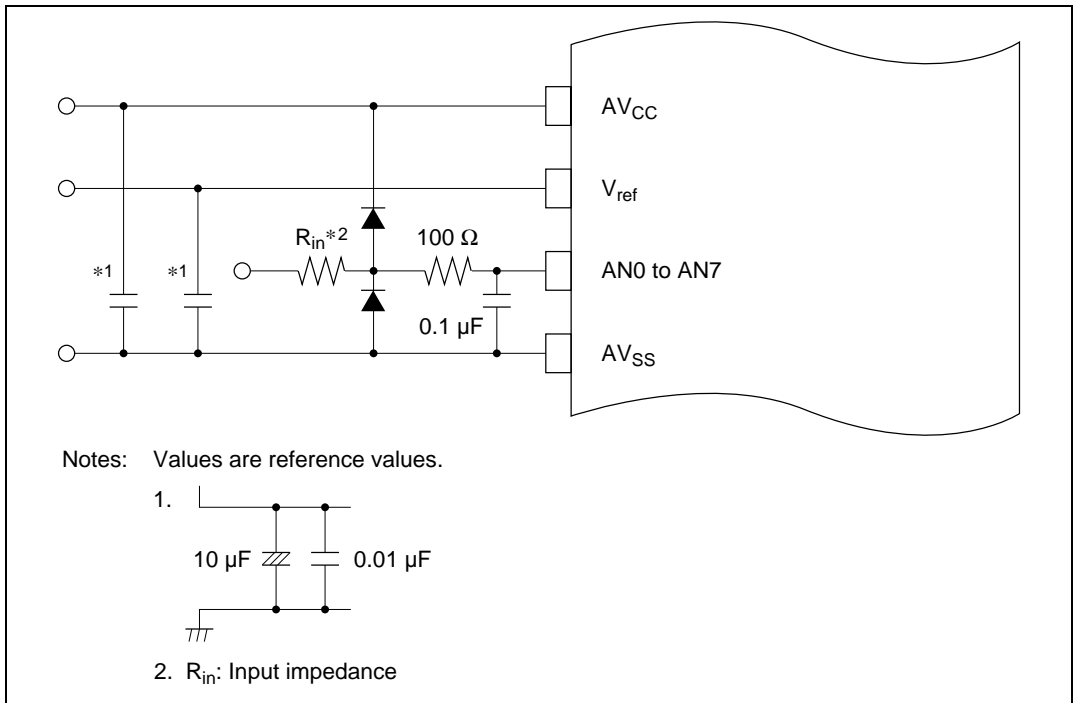 AVCC
Vref
Rin*2
100 Ω
*1
*1
AN0 to AN7
0.1 µF
AVSS
Notes: Values are reference values.
1.
10 µF
0.01 µF
2. Rin: Input impedance